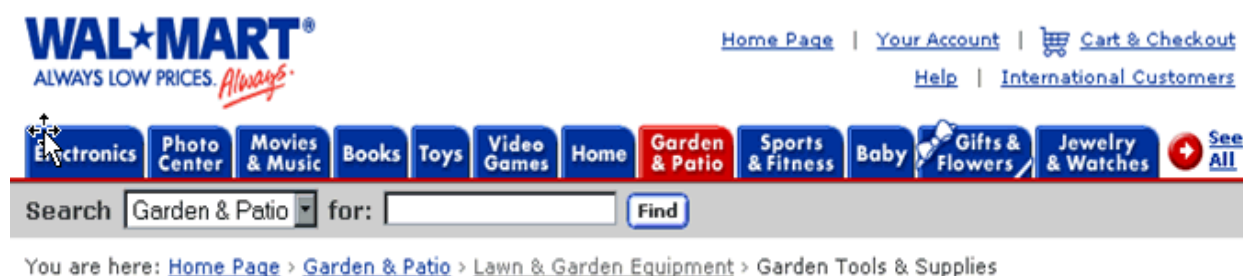 WAL★MART®
ALWAYS LOW PRICES. Always.
Home Page | Your Account | Cart & Checkout
Help | International Customers
Electronics
Photo
Center
Movies
& Music
Books
Toys
Video
Games
Home
Garden
& Patio
Sports
& Fitness
Baby
Gifts &
Flowers
Jewelry
& Watches
See
All
Search Garden & Patio for: Find
You are here: Home Page > Garden & Patio > Lawn & Garden Equipment > Garden Tools & Supplies